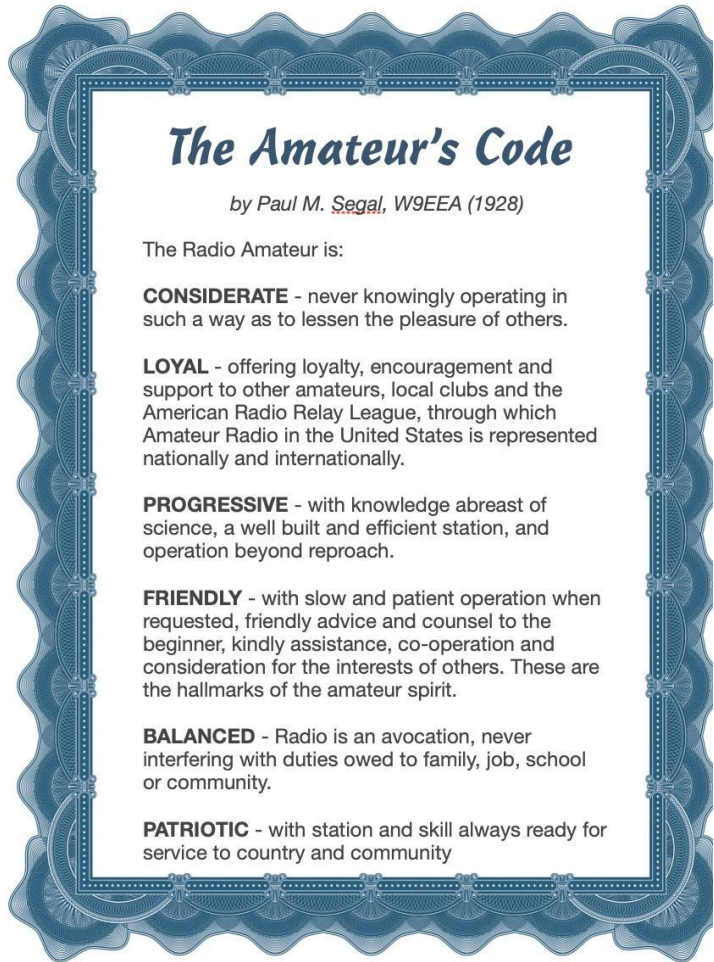 The Amateur's Code
by Paul M. Segal, W9EEA (1928)
The Radio Amateur is:
CONSIDERATE - never knowingly operating in
such a way as to lessen the pleasure of others.
LOYAL - offering loyalty, encouragement and
support to other amateurs, local clubs and the
American Radio Relay League, through which
Amateur Radio in the United States is represented
nationally and internationally.
PROGRESSIVE - with knowledge abreast of
science, a well built and efficient station, and
operation beyond reproach.
FRIENDLY - with slow and patient operation when
requested, friendly advice and counsel to the
beginner, kindly assistance, co-operation and
consideration for the interests of others. These are
the hallmarks of the amateur spirit.
BALANCED - Radio is an avocation, never
interfering with duties owed to family, job, school
or community.
PATRIOTIC - with station and skill always ready for
service to country and community